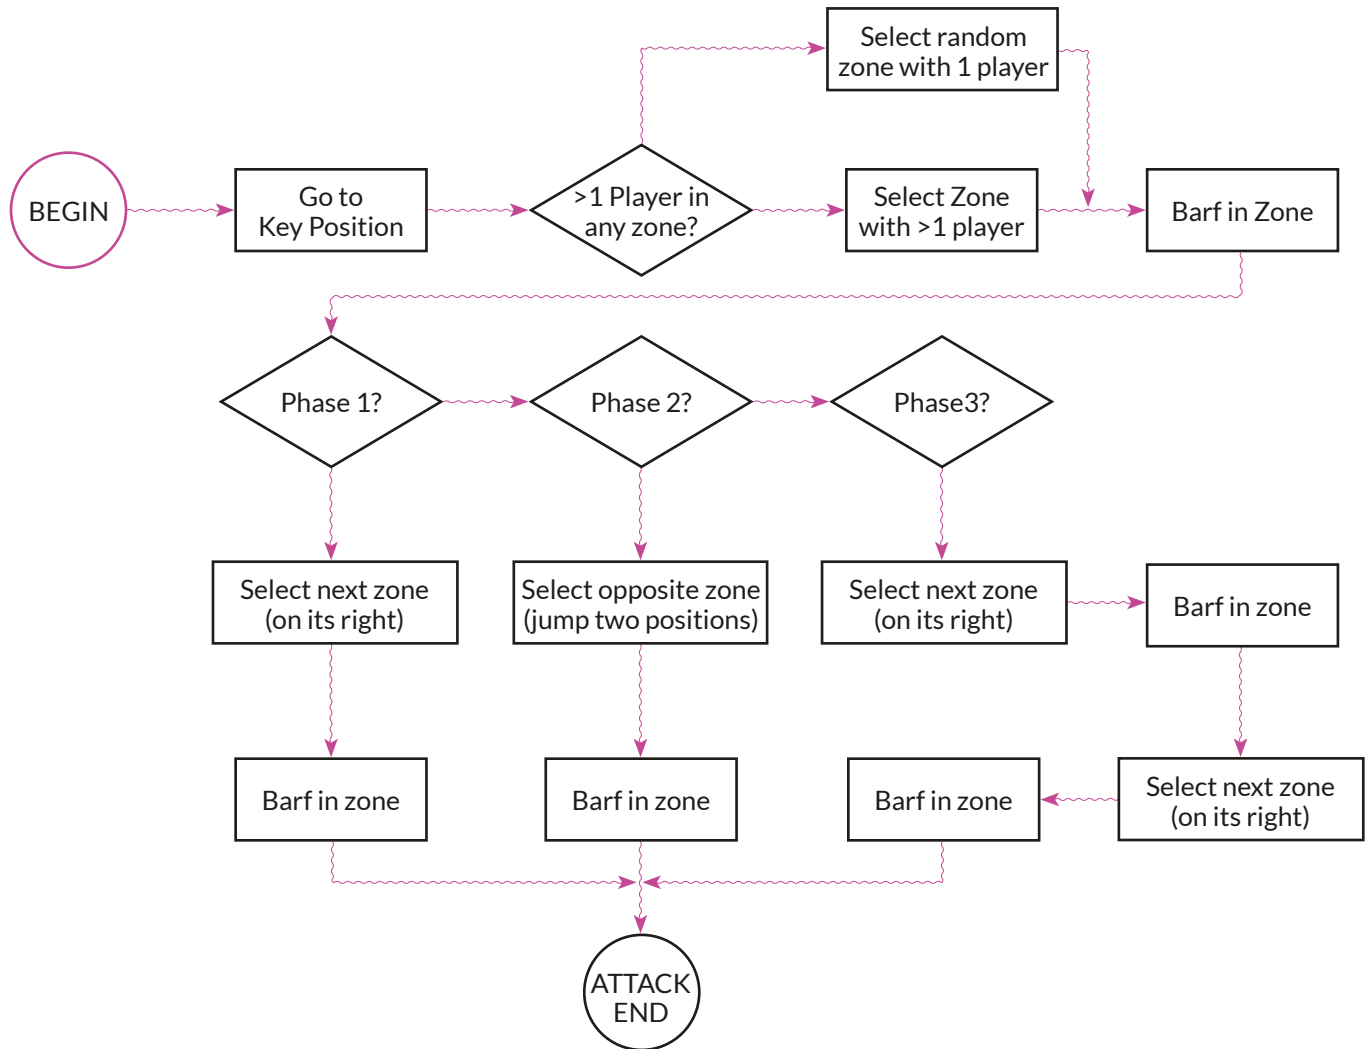 Select random
zone with 1 player
BEGIN
Go to
Key Position
>1 Player in
any zone?
Select Zone
with >1 player
Barf in Zone
Phase 1?
Phase 2?
Phase3?
Select next zone
(on its right)
Select opposite zone
(jump two positions)
Select next zone
(on its right)
Barf in zone
Barf in zone
Barf in zone
Barf in zone
Select next zone
(on its right)
ATTACK
END